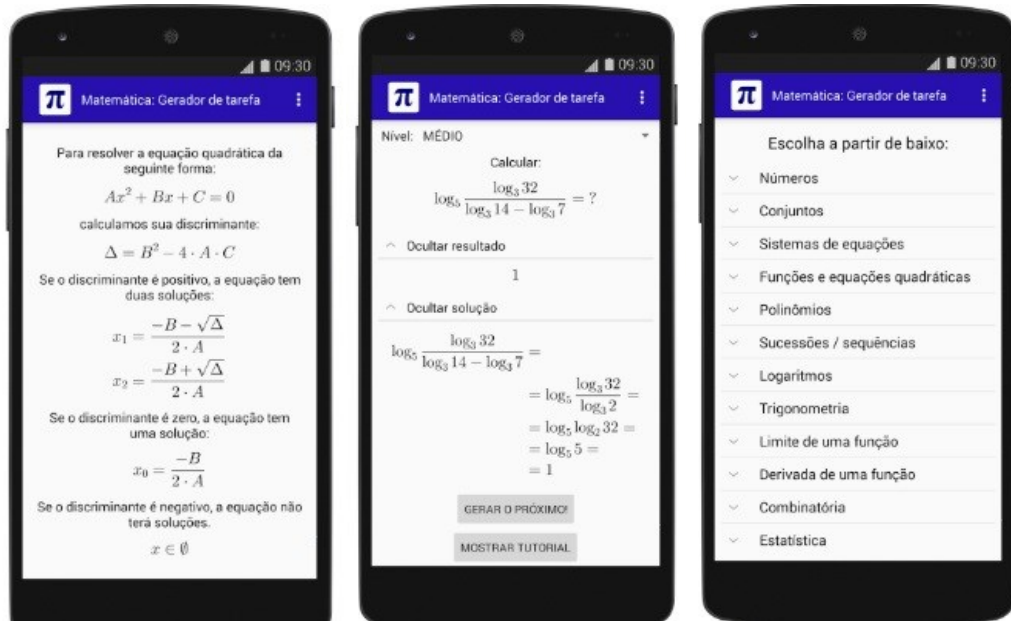 09:30
π Matemática: Gerador de tarefa
Para resolver a equação quadrática da
seguinte forma:
Ax² + Bx + C = 0
calculamos sua discriminante:
Δ = B² − 4 · A · C
Se o discriminante é positivo, a equação tem
duas soluções:
x₁ = (−B − √Δ) / (2 · A)
x₂ = (−B + √Δ) / (2 · A)
Se o discriminante é zero, a equação tem
uma solução:
x₀ = −B / (2 · A)
Se o discriminante é negativo, a equação não
terá soluções.
x ∈ ∅
09:30
π Matemática: Gerador de tarefa
Nível: MÉDIO
Calcular:
log₅ (log₃ 32) / (log₃ 14 − log₃ 7) = ?
Ocultar resultado
1
Ocultar solução
log₅ (log₃ 32) / (log₃ 14 − log₃ 7) =
= log₅ (log₃ 32) / (log₃ 2) =
= log₅ log₂ 32 =
= log₅ 5 =
= 1
GERAR O PRÓXIMO!
MOSTRAR TUTORIAL
09:30
π Matemática: Gerador de tarefa
Escolha a partir de baixo:
Números
Conjuntos
Sistemas de equações
Funções e equações quadráticas
Polinômios
Sucessões / sequências
Logaritmos
Trigonometria
Limite de uma função
Derivada de uma função
Combinatória
Estatística